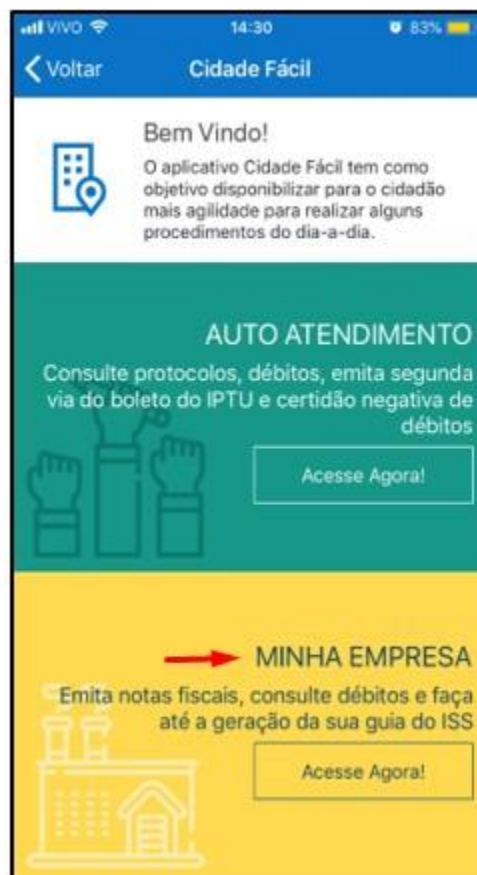 VIVO 14:30 83%
Voltar Cidade Fácil
Bem Vindo!
O aplicativo Cidade Fácil tem como
objetivo disponibilizar para o cidadão
mais agilidade para realizar alguns
procedimentos do dia-a-dia.
AUTO ATENDIMENTO
Consulte protocolos, débitos, emita segunda
via do boleto do IPTU e certidão negativa de
débitos
Acesse Agora!
MINHA EMPRESA
Emita notas fiscais, consulte débitos e faça
até a geração da sua guia do ISS
Acesse Agora!